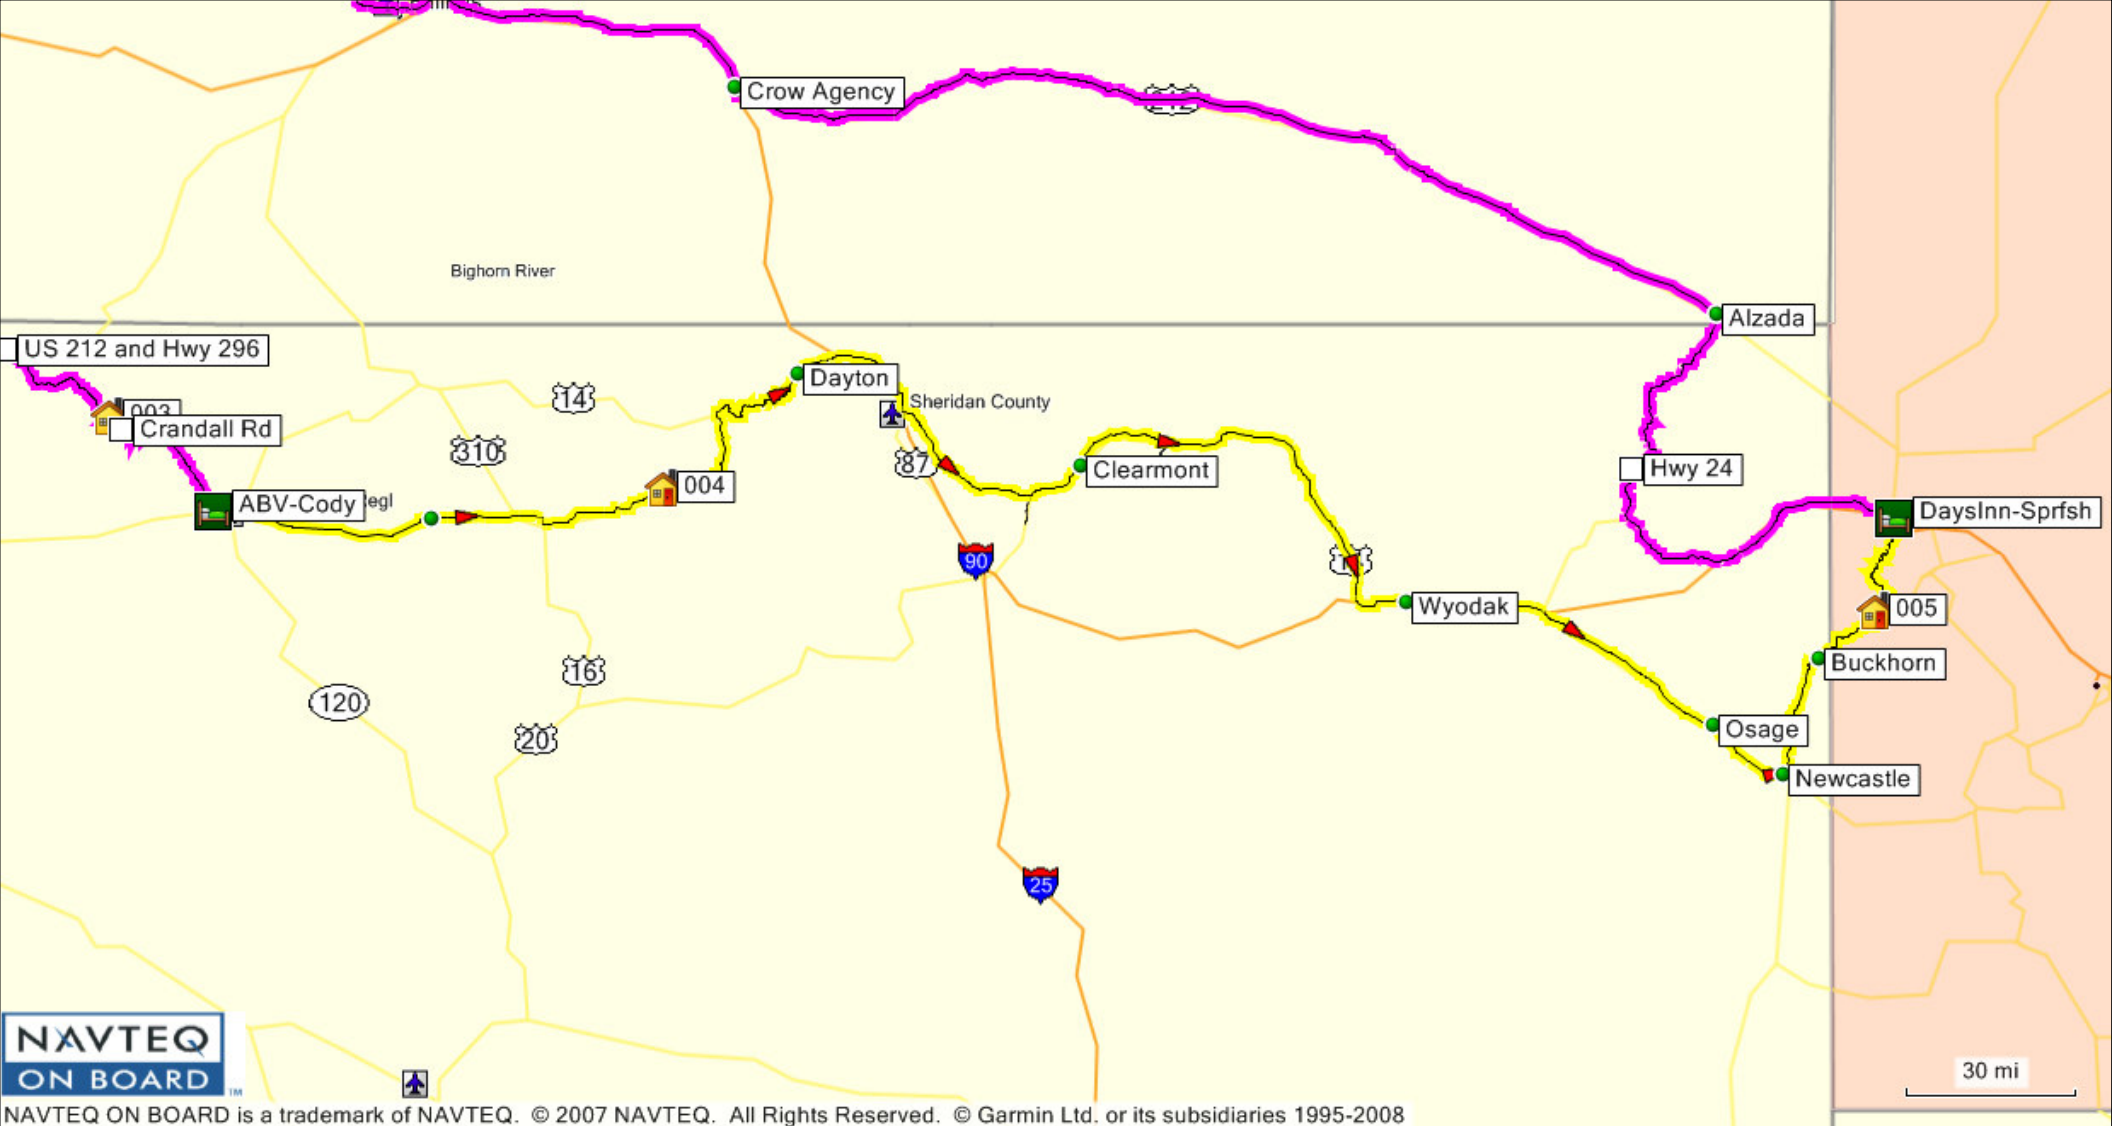 Crow Agency
212
Bighorn River
Alzada
US 212 and Hwy 296
Dayton
14
Sheridan County
003
Crandall Rd
310
87
Clearmont
Hwy 24
004
ABV-Cody
egl
DaysInn-Sprfsh
90
Wyodak
005
16
Buckhorn
120
20
Osage
Newcastle
25
NAVTEQ
ON BOARD
TM
30 mi
NAVTEQ ON BOARD is a trademark of NAVTEQ. © 2007 NAVTEQ. All Rights Reserved. © Garmin Ltd. or its subsidiaries 1995-2008